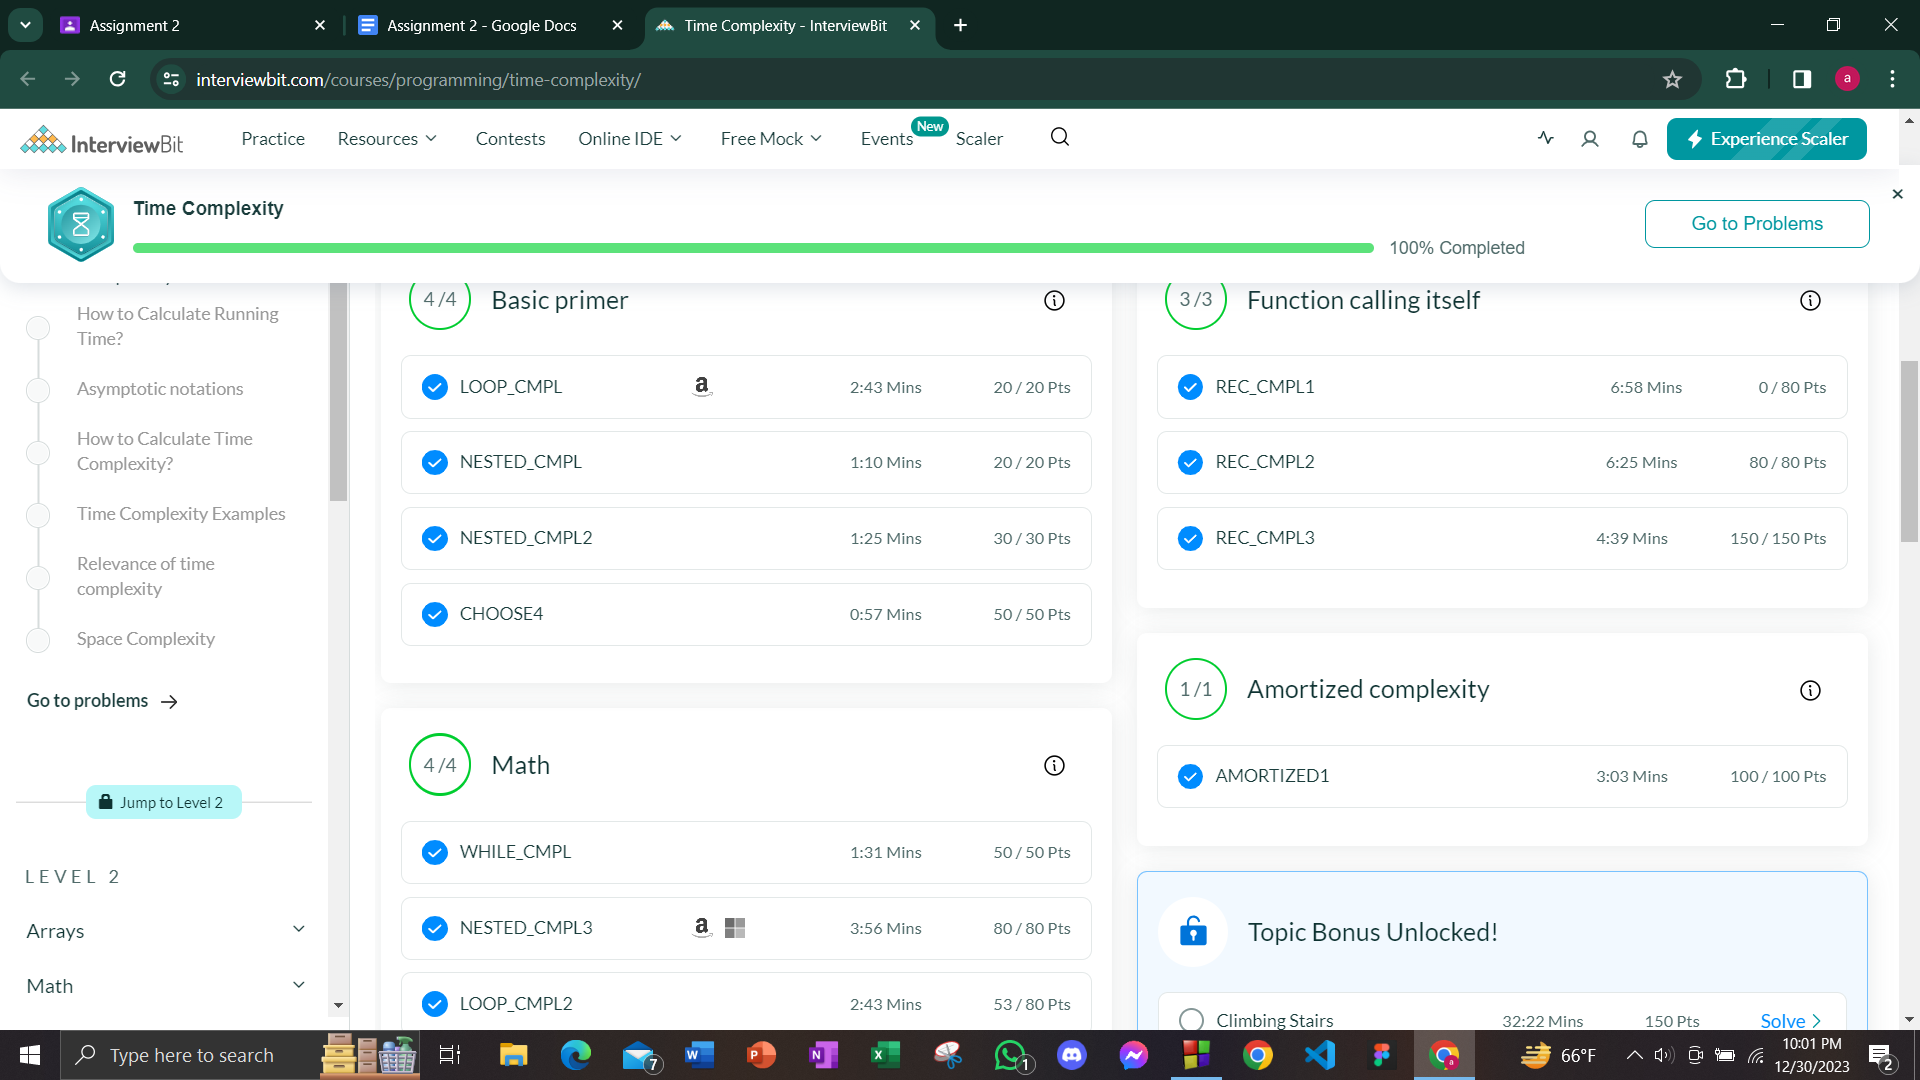 Assignment 2
Assignment 2 - Google Docs
Time Complexity - InterviewBit
interviewbit.com/courses/programming/time-complexity/
a
InterviewBit
Practice
Resources
Contests
Online IDE
Free Mock
Events
New
Scaler
Experience Scaler
Time Complexity
100% Completed
Go to Problems
How to Calculate Running
Time?
Asymptotic notations
How to Calculate Time
Complexity?
Time Complexity Examples
Relevance of time
complexity
Space Complexity
Go to problems
Jump to Level 2
LEVEL 2
Arrays
Math
4/4 Basic primer
LOOP_CMPL a 2:43 Mins 20 / 20 Pts
NESTED_CMPL 1:10 Mins 20 / 20 Pts
NESTED_CMPL2 1:25 Mins 30 / 30 Pts
CHOOSE4 0:57 Mins 50 / 50 Pts
4/4 Math
WHILE_CMPL 1:31 Mins 50 / 50 Pts
NESTED_CMPL3 a 3:56 Mins 80 / 80 Pts
LOOP_CMPL2 2:43 Mins 53 / 80 Pts
3/3 Function calling itself
REC_CMPL1 6:58 Mins 0 / 80 Pts
REC_CMPL2 6:25 Mins 80 / 80 Pts
REC_CMPL3 4:39 Mins 150 / 150 Pts
1/1 Amortized complexity
AMORTIZED1 3:03 Mins 100 / 100 Pts
Topic Bonus Unlocked!
Climbing Stairs 32:22 Mins 150 Pts Solve
Type here to search
7
1
66°F
10:01 PM
12/30/2023
2